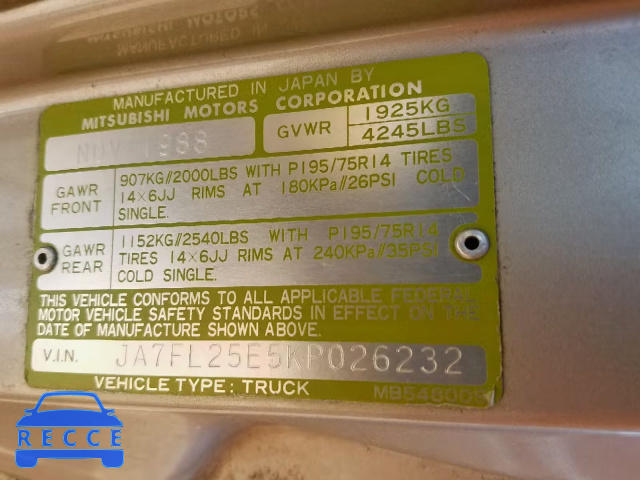 MANUFACTURED IN JAPAN BY
MITSUBISHI MOTORS CORPORATION
NOV 1988
GVWR
1925KG
4245LBS
GAWR
FRONT
907KG//2000LBS WITH P195/75R14 TIRES
14×6JJ RIMS AT 180KPa//26PSI COLD
SINGLE.
GAWR
REAR
1152KG//2540LBS WITH P195/75R14
TIRES 14×6JJ RIMS AT 240KPa//35PSI
COLD SINGLE.
THIS VEHICLE CONFORMS TO ALL APPLICABLE FEDERAL
MOTOR VEHICLE SAFETY STANDARDS IN EFFECT ON THE
DATE OF MANUFACTURE SHOWN ABOVE.
V.I.N. JA7FL25E5KP026232
VEHICLE TYPE: TRUCK
RECCE